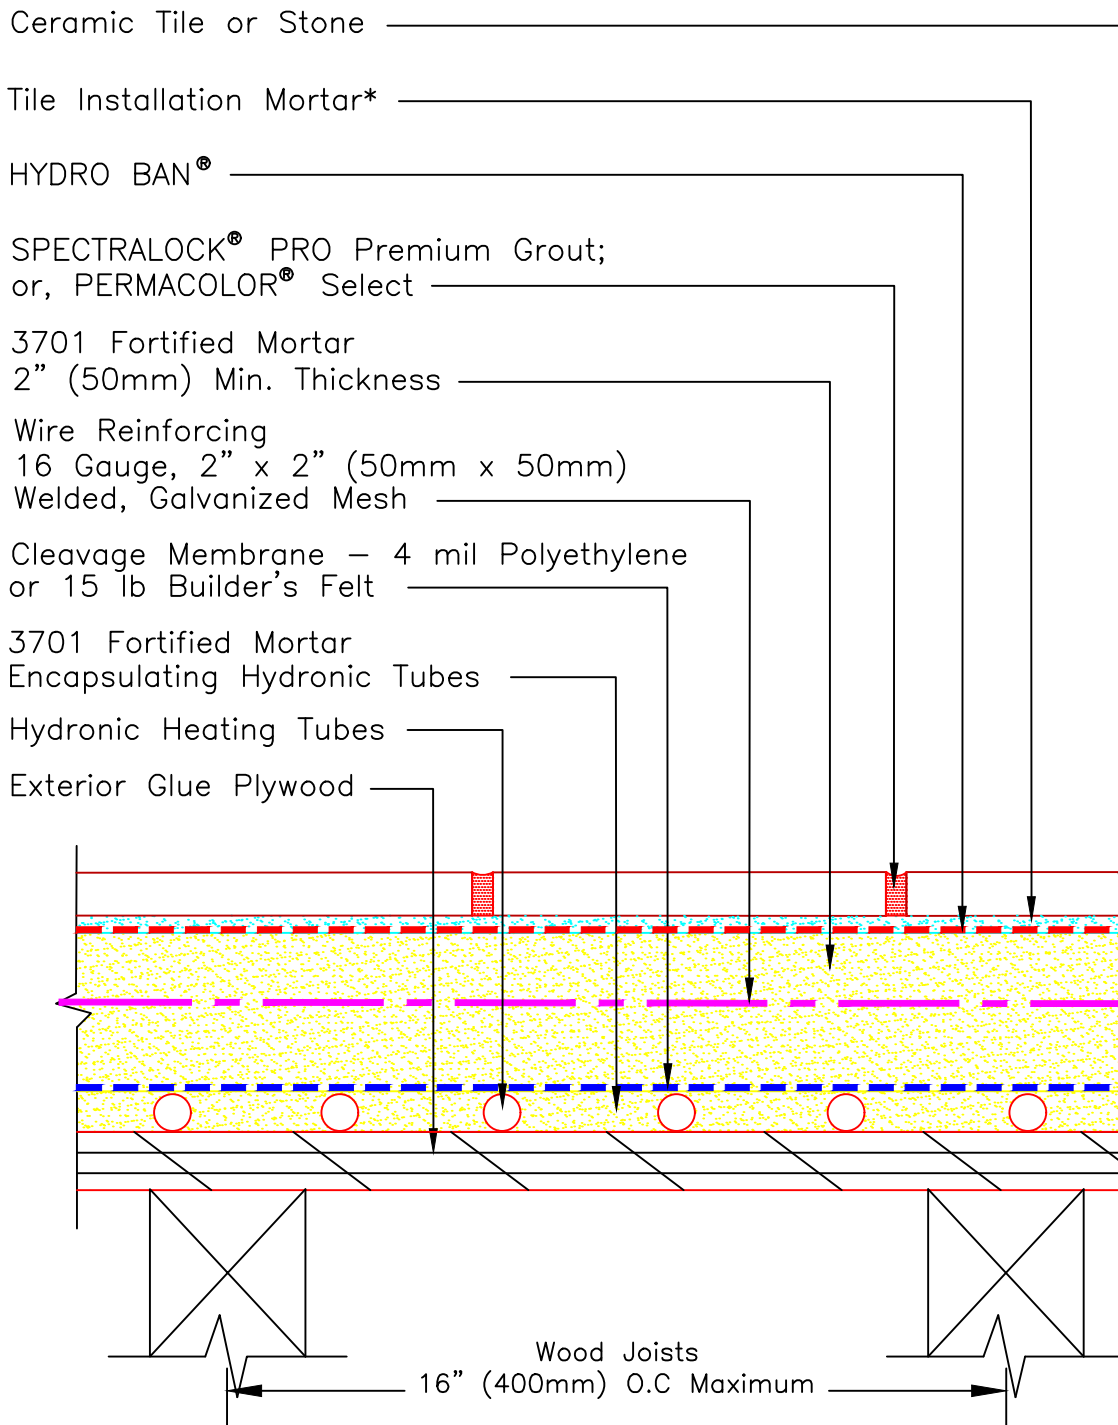 Ceramic Tile or Stone
Tile Installation Mortar*
HYDRO BAN®
SPECTRALOCK® PRO Premium Grout;
or, PERMACOLOR® Select
3701 Fortified Mortar
2” (50mm) Min. Thickness
Wire Reinforcing
16 Gauge, 2” x 2” (50mm x 50mm)
Welded, Galvanized Mesh
Cleavage Membrane – 4 mil Polyethylene
or 15 lb Builder’s Felt
3701 Fortified Mortar
Encapsulating Hydronic Tubes
Hydronic Heating Tubes
Exterior Glue Plywood
Wood Joists
16” (400mm) O.C Maximum